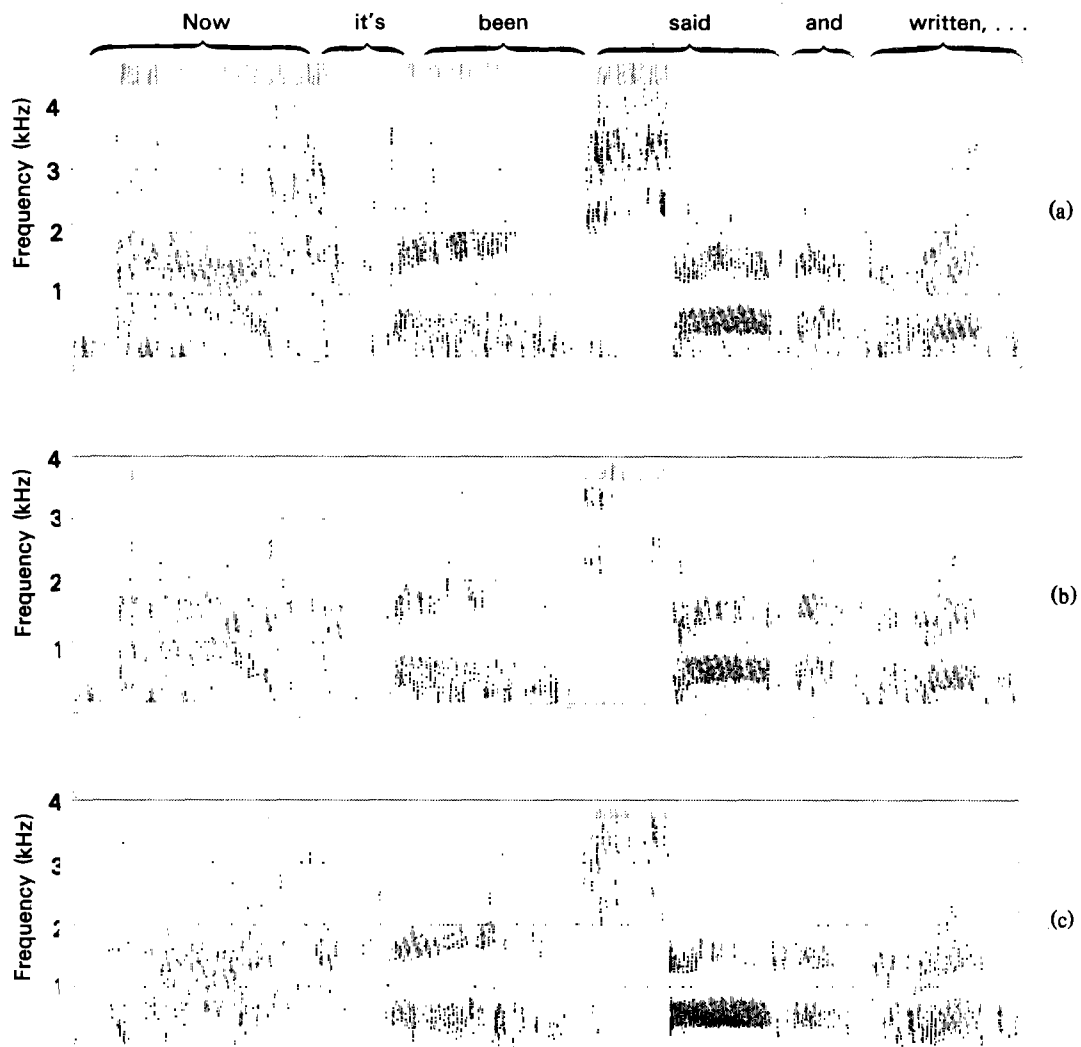 Now it's been said and written, . . .
Frequency (kHz)
4
3
2
1
(a)
Frequency (kHz)
4
3
2
1
(b)
Frequency (kHz)
4
3
2
1
(c)